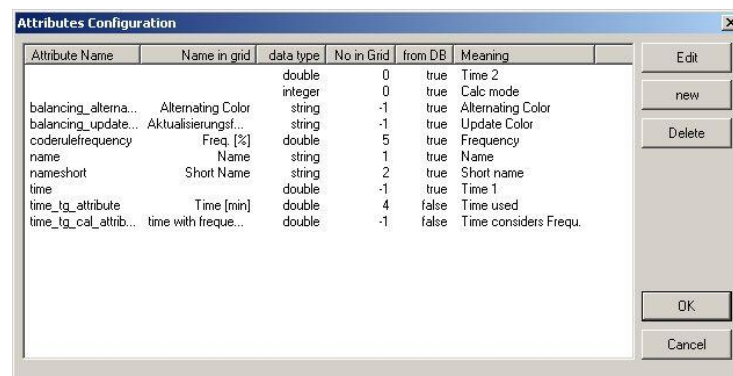 Attributes Configuration
Attribute Name Name in grid data type No in Grid from DB Meaning
double 0 true Time 2
integer 0 true Calc mode
balancing_alterna... Alternating Color string -1 true Alternating Color
balancing_update... Aktualisierungsf... string -1 true Update Color
coderulefrequency Freq. [%] double 5 true Frequency
name Name string 1 true Name
nameshort Short Name string 2 true Short name
time double -1 true Time 1
time_tg_attribute Time [min] double 4 false Time used
time_tg_cal_attrib... time with freque... double -1 false Time considers Frequ.
Edit
new
Delete
OK
Cancel